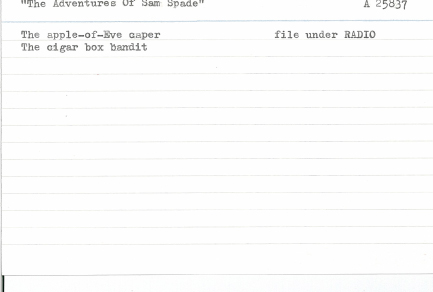 "The Adventures Of Sam Spade" A 25837
The apple-of-Eve caper file under RADIO
The cigar box bandit